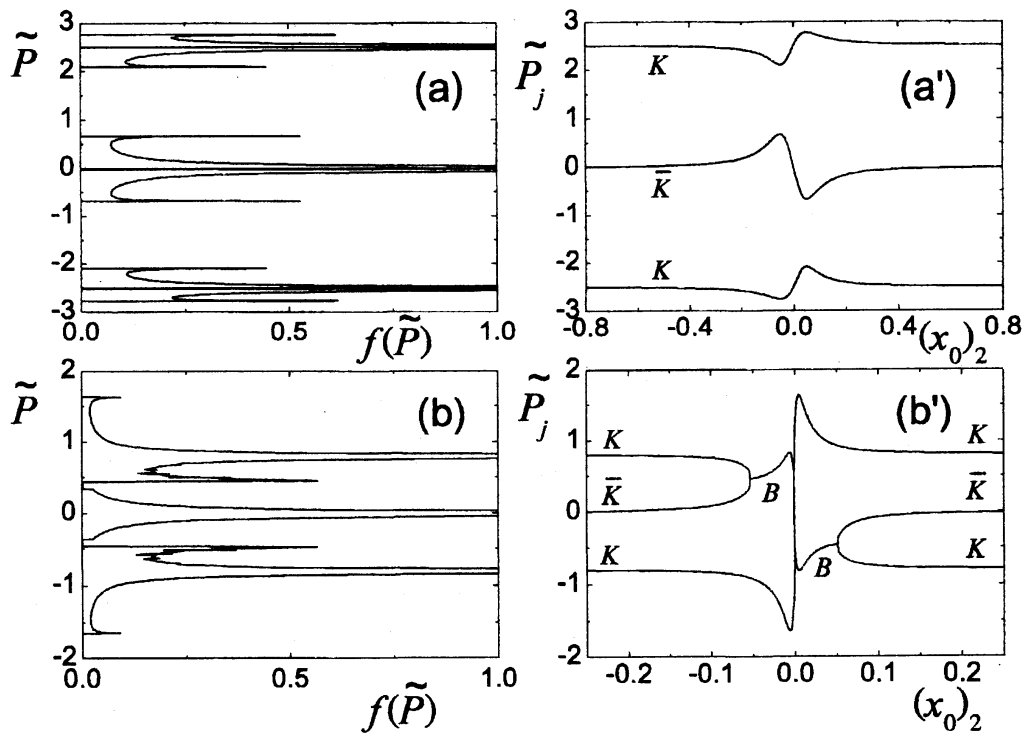 P̃
3
2
1
0
-1
-2
-3
(a)
0.0 0.5 1.0
f(P̃)
P̃j
3
2
1
0
-1
-2
-3
(a')
K
K̄
K
-0.8 -0.4 0.0 0.4 0.8
(x0)2
P̃
2
1
0
-1
-2
(b)
0.0 0.5 1.0
f(P̃)
P̃j
2
1
0
-1
-2
(b')
K K
K̄ K̄
B
K K
B
-0.2 -0.1 0.0 0.1 0.2
(x0)2